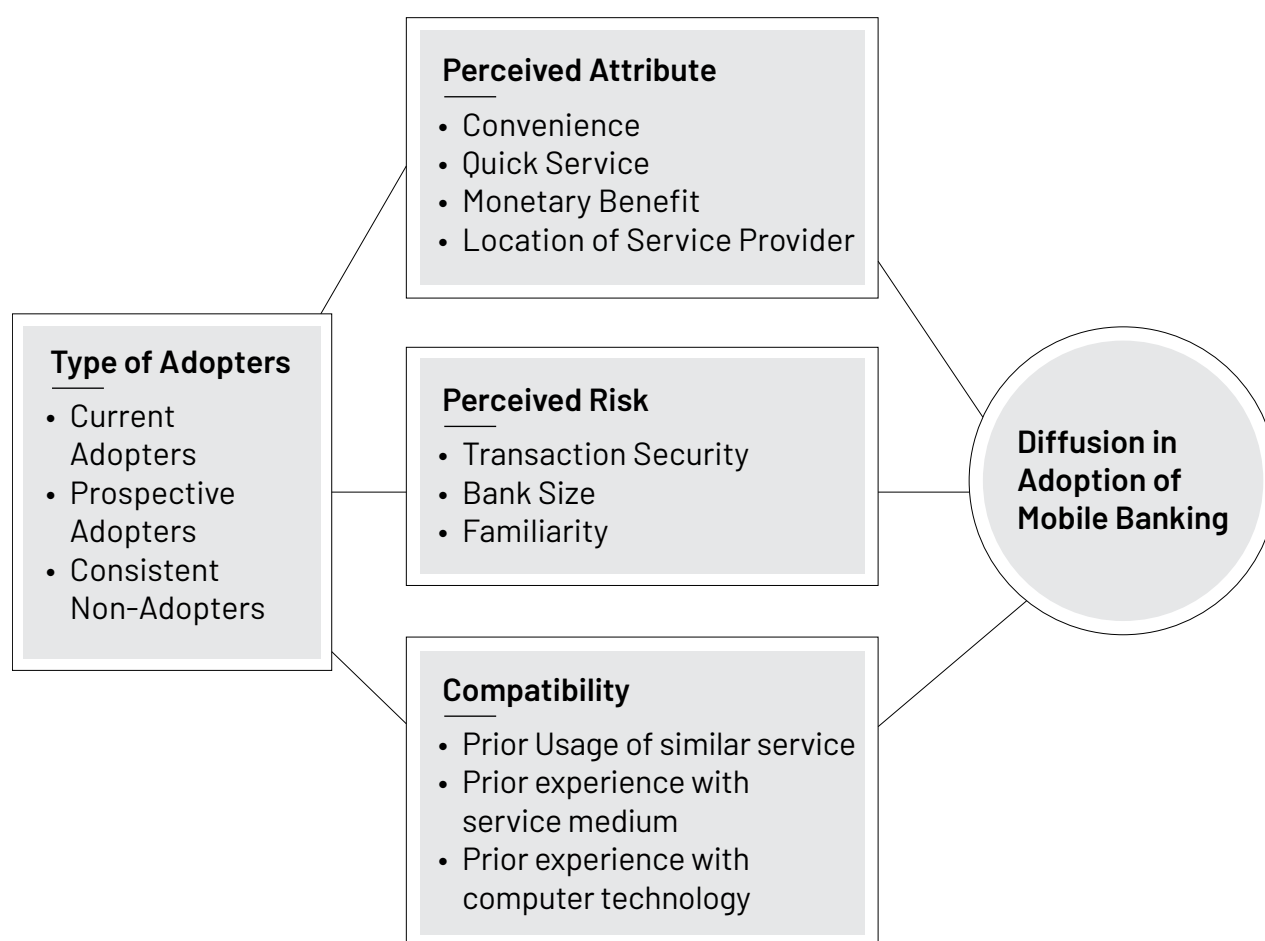 Perceived Attribute
• Convenience
• Quick Service
• Monetary Benefit
• Location of Service Provider
Type of Adopters
• Current
Adopters
• Prospective
Adopters
• Consistent
Non-Adopters
Perceived Risk
• Transaction Security
• Bank Size
• Familiarity
Compatibility
• Prior Usage of similar service
• Prior experience with
service medium
• Prior experience with
computer technology
Diffusion in
Adoption of
Mobile Banking